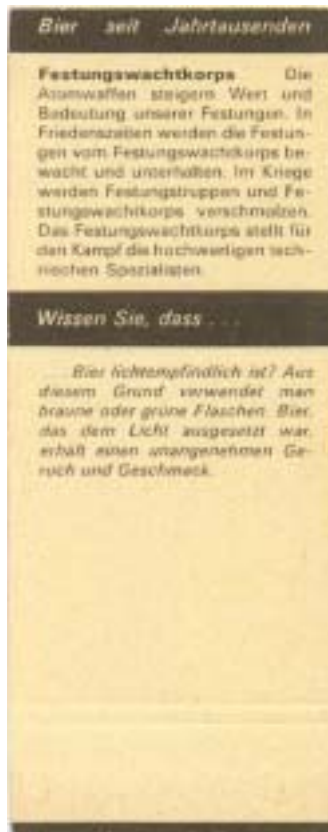 Bier seit Jahrtausenden
Festungswachtkorps Die
Atomwaffen steigern Wert und
Bedeutung unserer Festungen. In
Friedenszeiten werden die Festun-
gen vom Festungswachtkorps be-
wacht und unterhalten. Im Kriege
werden Festungstruppen und Fe-
stungswachtkorps verschmolzen.
Das Festungswachtkorps stellt für
den Kampf die hochwertigen tech-
nischen Spezialisten.
Wissen Sie, dass ...
... Bier lichtempfindlich ist? Aus
diesem Grund verwendet man
braune oder grüne Flaschen. Bier,
das dem Licht ausgesetzt war,
erhält einen unangenehmen Ge-
ruch und Geschmack.